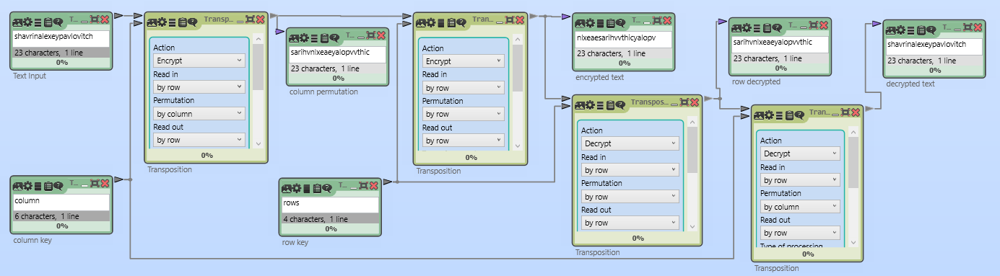 T...
shavrinalexeypavlovitch
23 characters, 1 line
0%
Text Input
Transp...
Action
Encrypt
Read in
by row
Permutation
by column
Read out
by row
0%
Transposition
T...
sarihvnlxeaeyalopvvthic
23 characters, 1 line
0%
column permutation
Transpos...
Action
Encrypt
Read in
by row
Permutation
by row
Read out
by row
0%
Transposition
T...
nlxeaesarihvvthicyalopv
23 characters, 1 line
0%
encrypted text
T...
sarihvnlxeaeyalopvvthic
23 characters, 1 line
0%
row decrypted
T...
shavrinalexeypavlovitch
23 characters, 1 line
0%
decrypted text
Transpos...
Action
Decrypt
Read in
by row
Permutation
by row
Read out
by row
0%
Transposition
Tran...
Action
Decrypt
Read in
by row
Permutation
by column
Read out
by row
Type of processing
0%
Transposition
T...
column
6 characters, 1 line
0%
column key
T...
rows
4 characters, 1 line
0%
row key